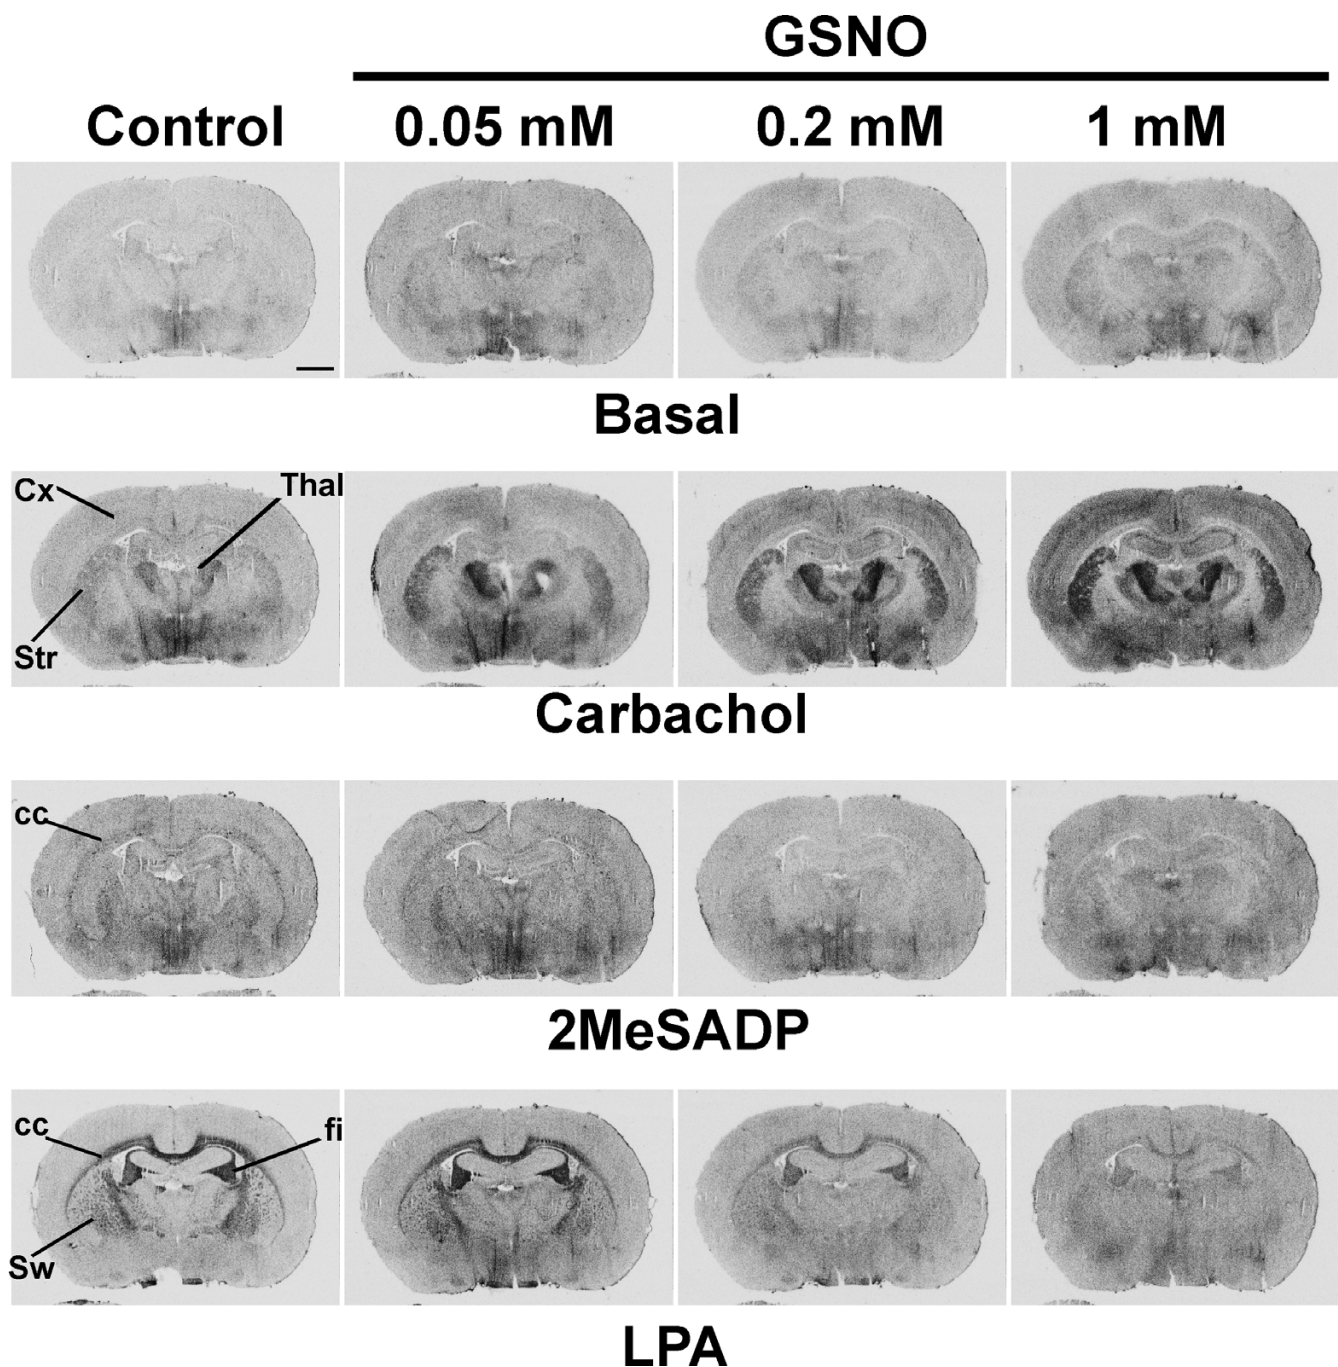 GSNO
Control 0.05 mM 0.2 mM 1 mM
Basal
Cx Thal
Str
Carbachol
cc
2MeSADP
cc fi
Sw
LPA